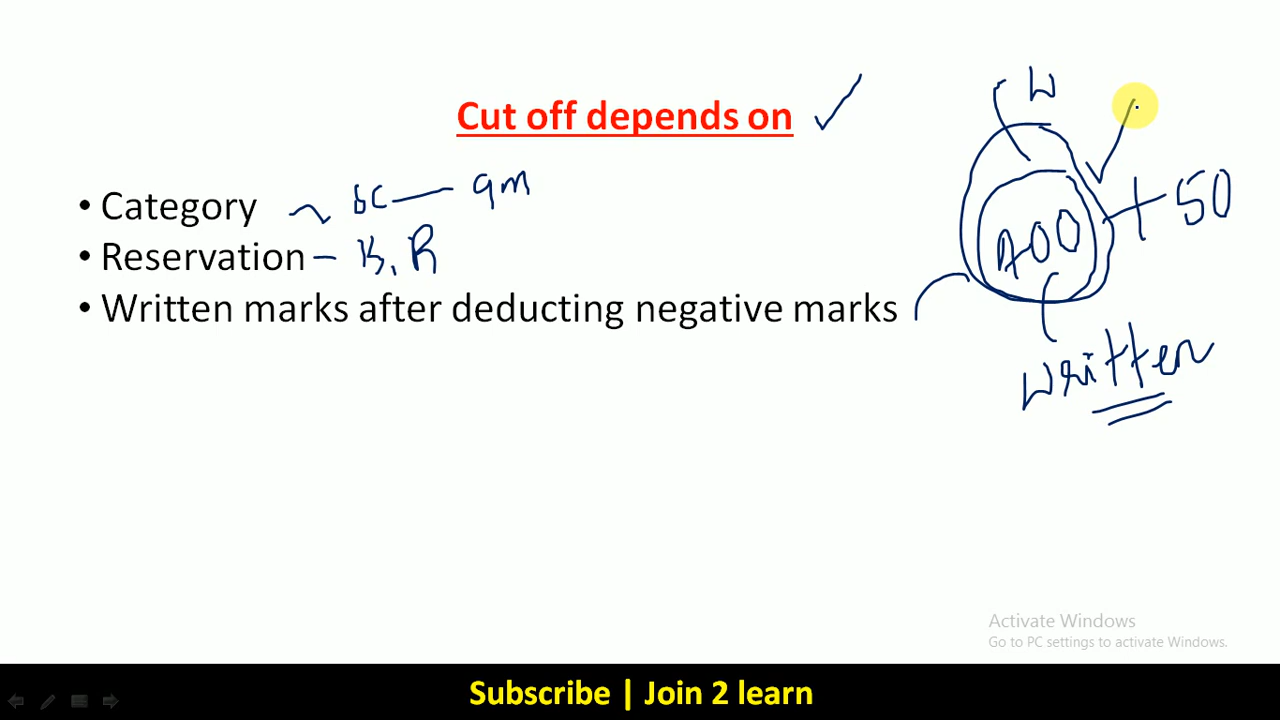 W
Cut off depends on
• Category ~ sc — gm
• Reservation - K, R
+ 50
400
• Written marks after deducting negative marks
written
Activate Windows
Go to PC settings to activate Windows.
Subscribe | Join 2 learn